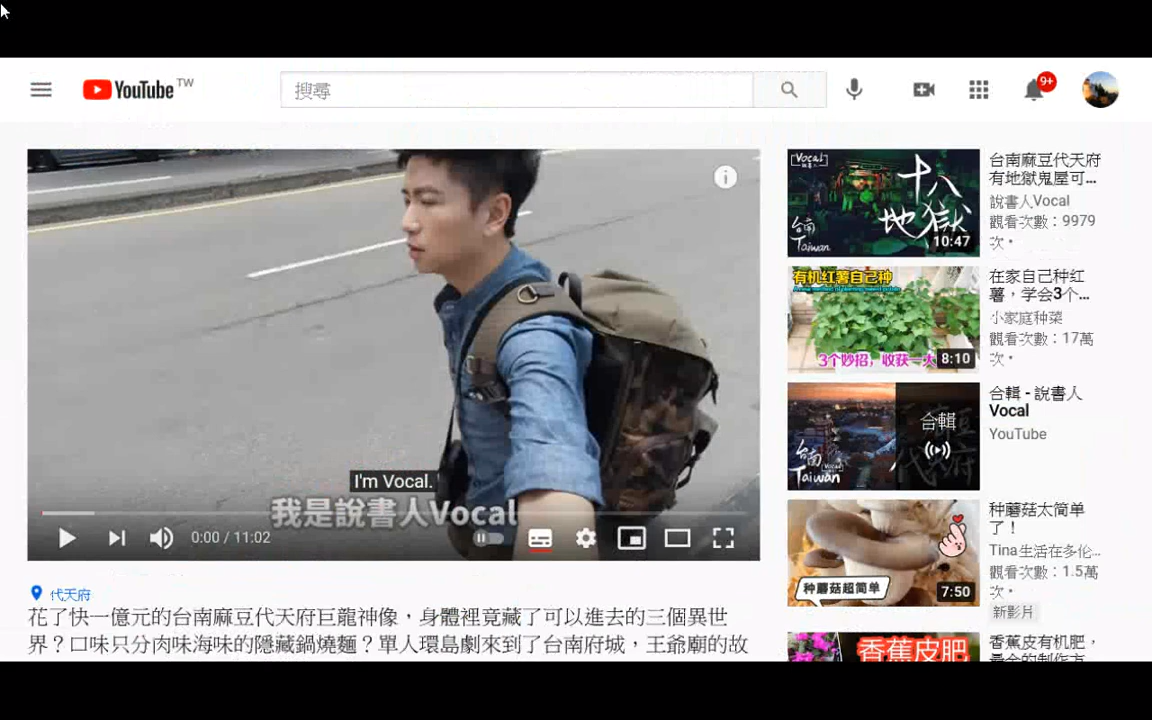 YouTube TW
搜尋
9+
I'm Vocal.
我是說書人Vocal
0:00 / 11:02
代天府
花了快一億元的台南麻豆代天府巨龍神像，身體裡竟藏了可以進去的三個異世
界？口味只分肉味海味的隱藏鍋燒麵？單人環島劇來到了台南府城，王爺廟的故
Vocal
十八
地獄
台南
Taiwan
10:47
台南麻豆代天府
有地獄鬼屋可...
說書人Vocal
觀看次數：9979
次・
有机红薯自己种
3个妙招，收获一大
8:10
在家自己种红
薯，学会3个...
小家庭种菜
觀看次數：17萬
次・
合輯
台南
Taiwan
Vocal
合輯 - 說書人
Vocal
YouTube
种蘑菇超简单
7:50
种蘑菇太简单
了！
Tina生活在多伦...
觀看次數：1.5萬
次・
新影片
香蕉皮肥
香蕉皮有机肥，